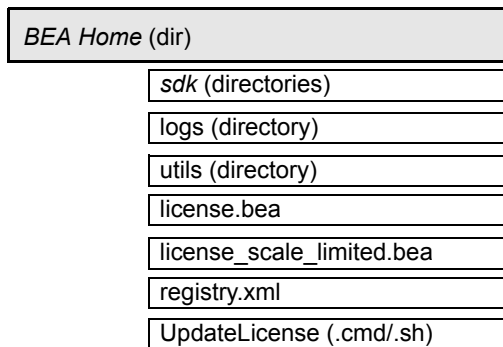 BEA Home (dir)
sdk (directories)
logs (directory)
utils (directory)
license.bea
license_scale_limited.bea
registry.xml
UpdateLicense (.cmd/.sh)